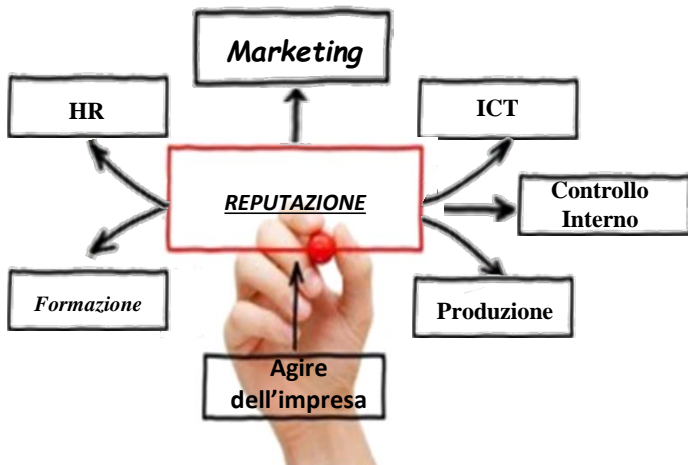 Marketing
HR
ICT
REPUTAZIONE
Controllo
Interno
Formazione
Produzione
Agire
dell’impresa